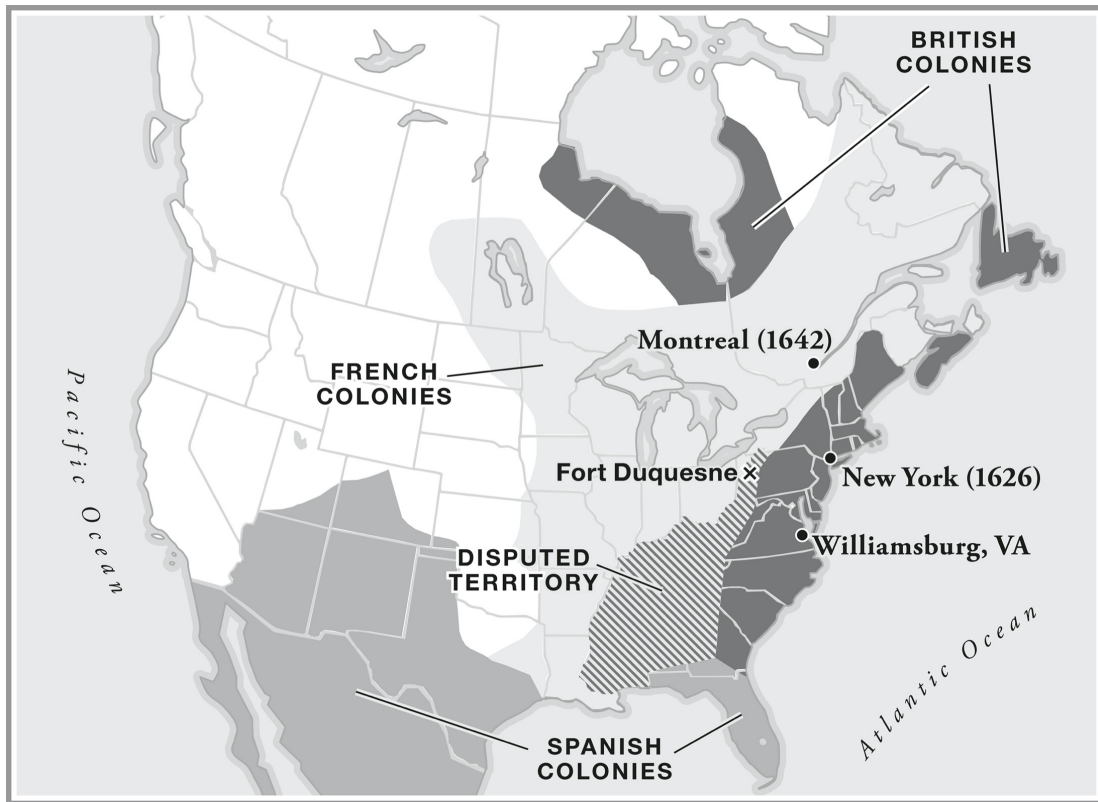 BRITISH
COLONIES
Montreal (1642)
FRENCH
COLONIES
Pacific Ocean
Fort Duquesne
New York (1626)
Williamsburg, VA
DISPUTED
TERRITORY
Atlantic Ocean
SPANISH
COLONIES